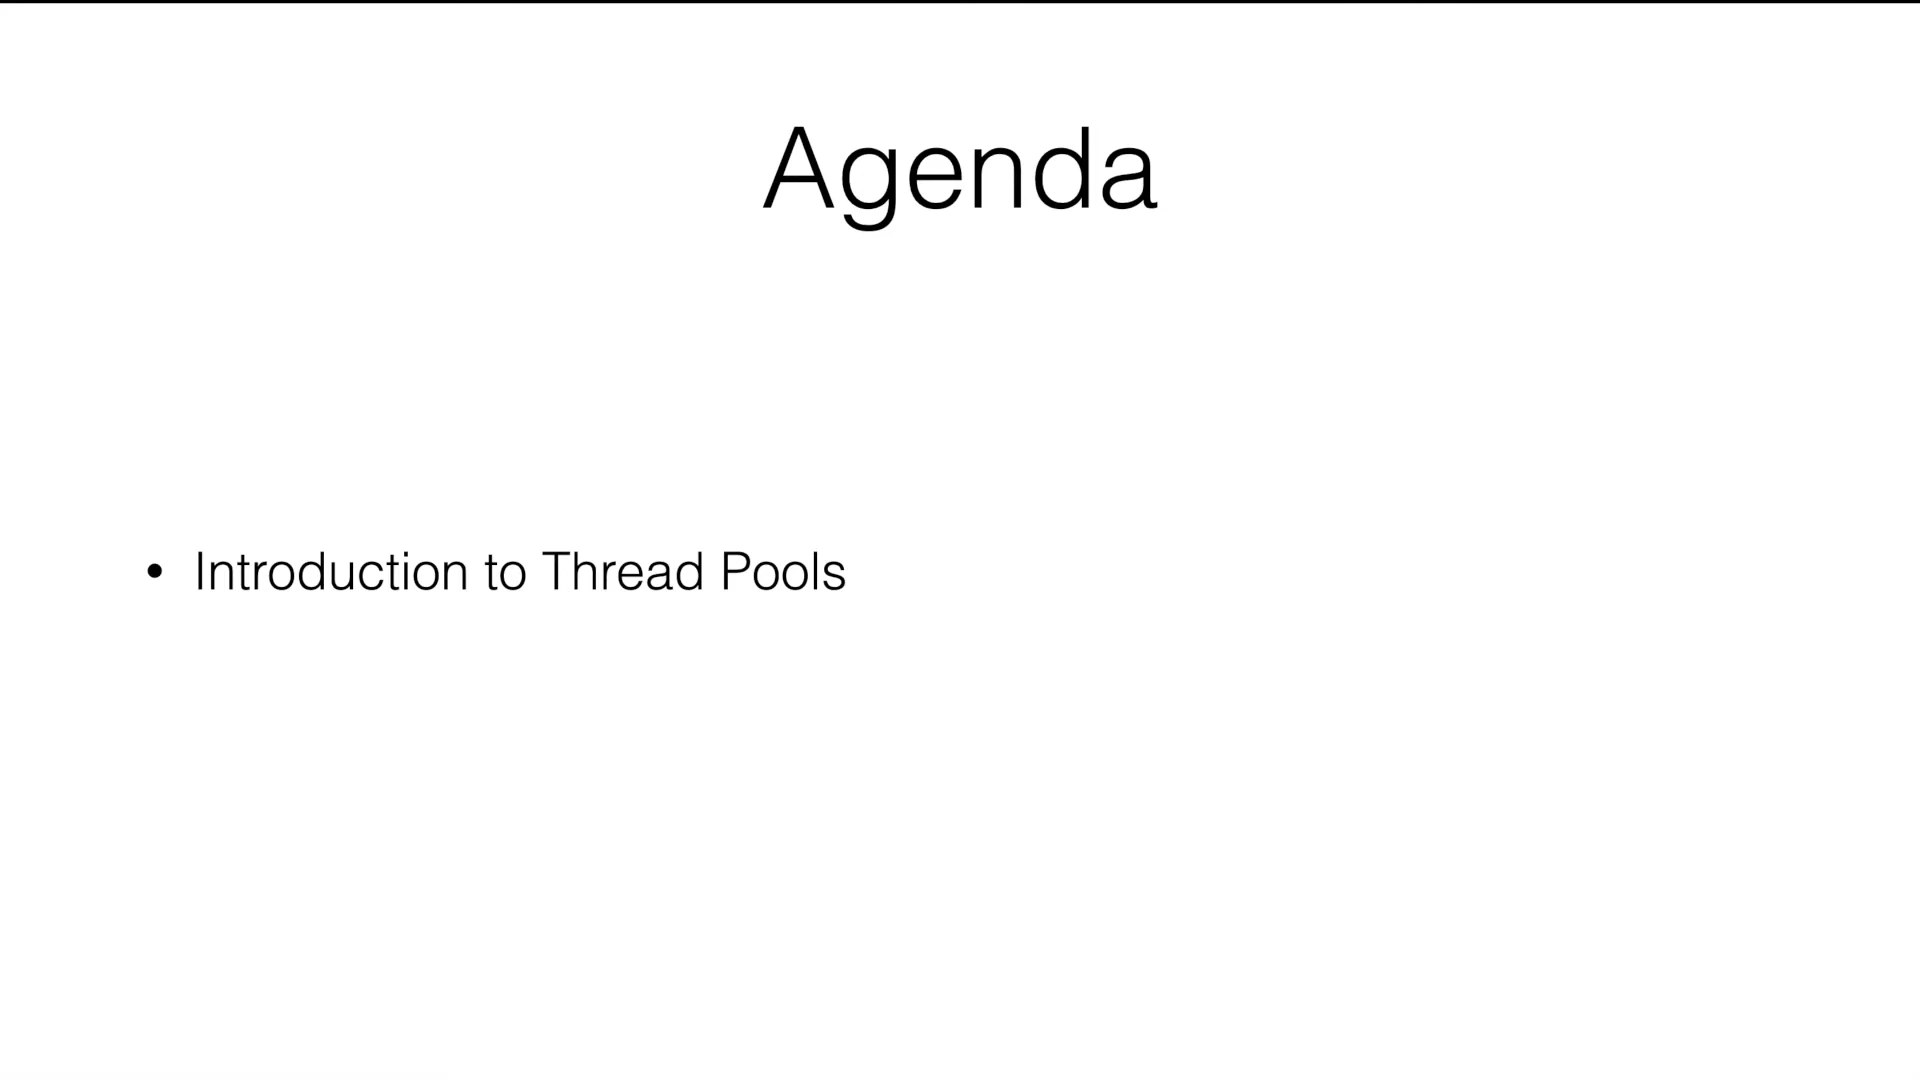 Agenda
• Introduction to Thread Pools